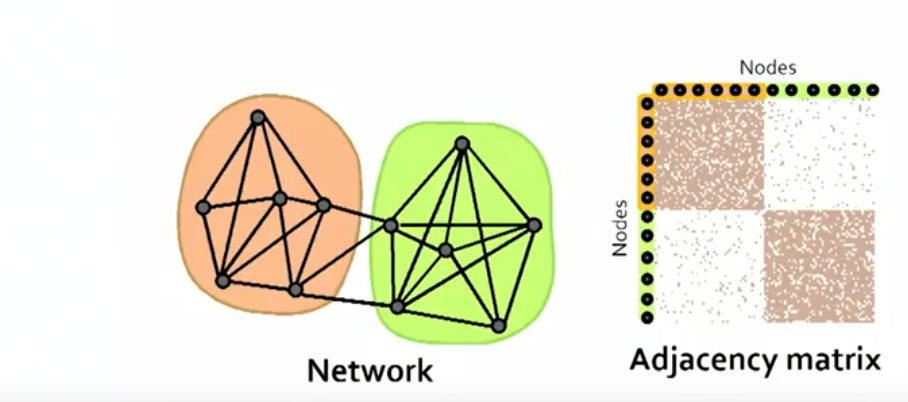 Nodes
Nodes
Network
Adjacency matrix